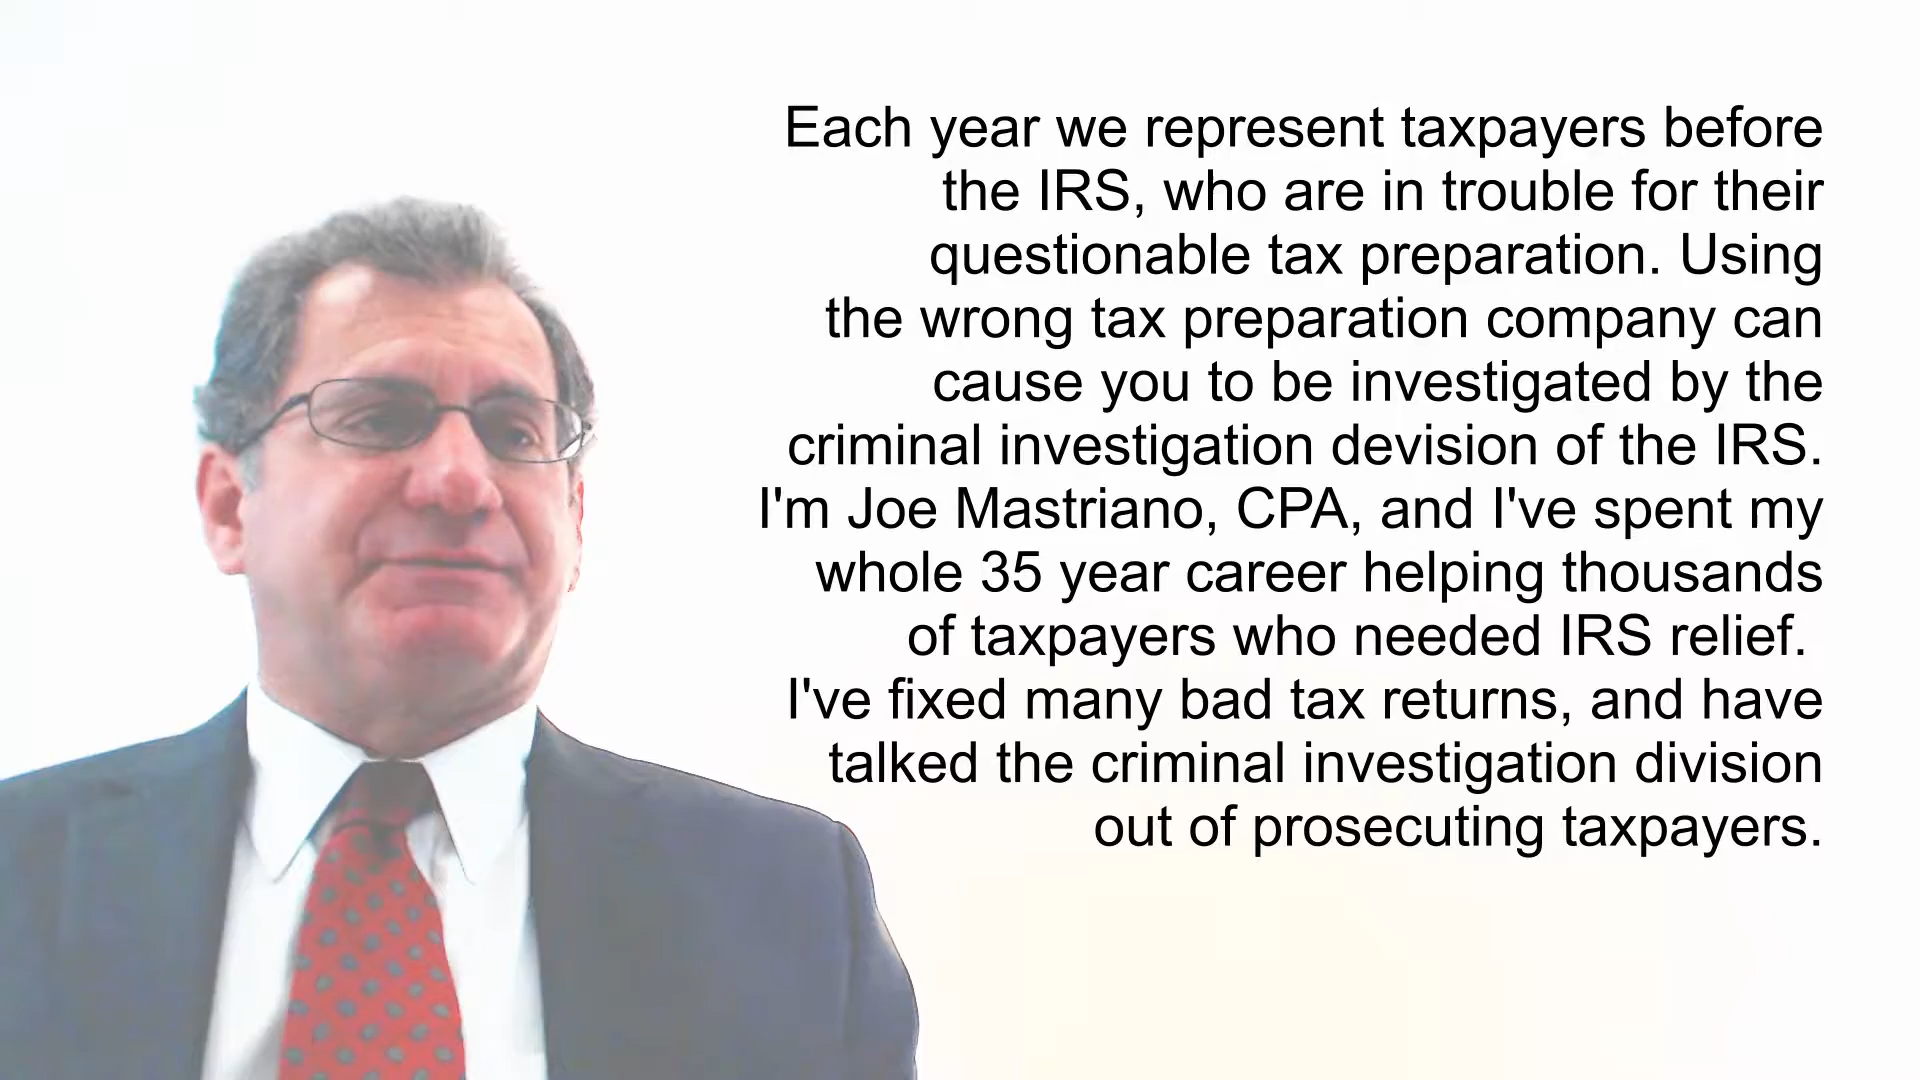 Each year we represent taxpayers before
the IRS, who are in trouble for their
questionable tax preparation. Using
the wrong tax preparation company can
cause you to be investigated by the
criminal investigation devision of the IRS.
I'm Joe Mastriano, CPA, and I've spent my
whole 35 year career helping thousands
of taxpayers who needed IRS relief.
I've fixed many bad tax returns, and have
talked the criminal investigation division
out of prosecuting taxpayers.